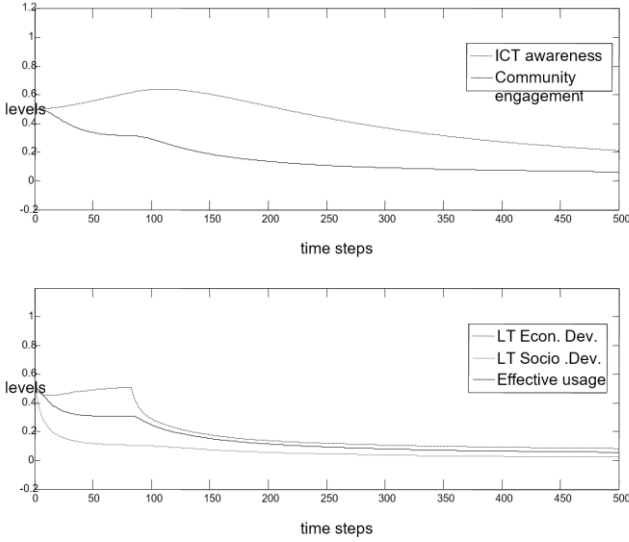 1.2
1
0.8
ICT awareness
Community
engagement
0.6
levels
0.4
0.2
0
-0.2
0 50 100 150 200 250 300 350 400 450 500
time steps
1
0.8
LT Econ. Dev.
LT Socio .Dev.
Effective usage
0.6
levels
0.4
0.2
0
-0.2
0 50 100 150 200 250 300 350 400 450 500
time steps